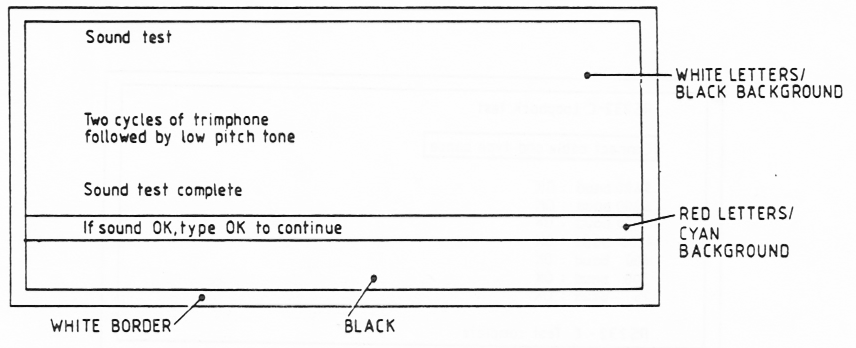 Sound test
WHITE LETTERS/
BLACK BACKGROUND
Two cycles of trimphone
followed by low pitch tone
Sound test complete
If sound OK, type OK to continue
RED LETTERS/
CYAN
BACKGROUND
WHITE BORDER
BLACK